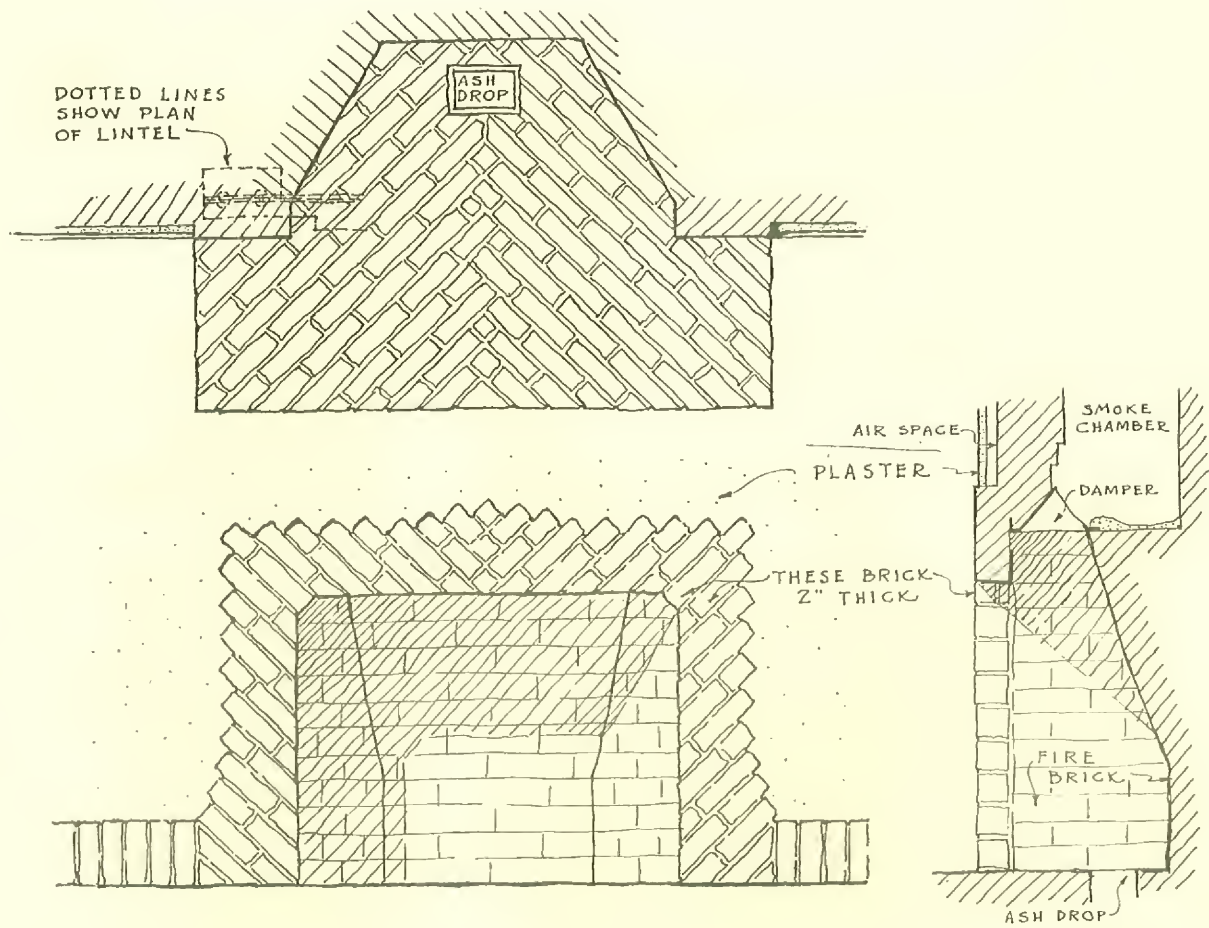 ASH
DROP
DOTTED LINES
SHOW PLAN
OF LINTEL
AIR SPACE
SMOKE
CHAMBER
PLASTER
DAMPER
THESE BRICK
2" THICK
FIRE
BRICK
ASH DROP